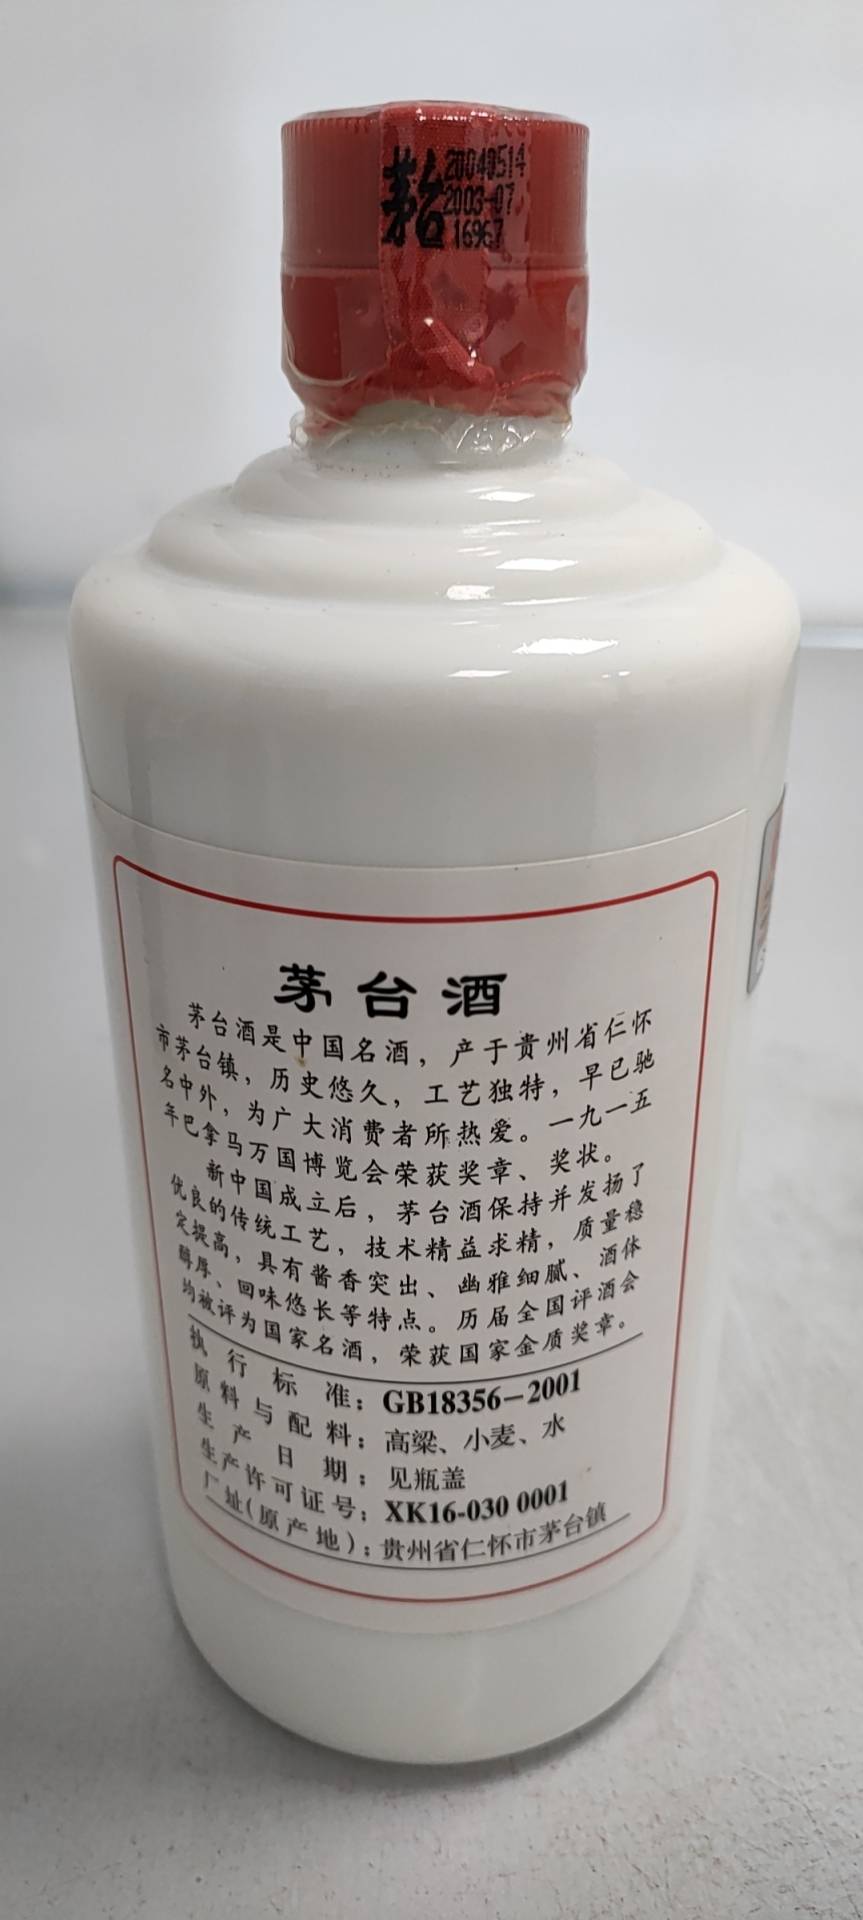 茅台
20040514
2003-07
16967
茅台酒
茅台酒是中国名酒，产于贵州省仁怀
市茅台镇，历史悠久，工艺独特，早已驰
名中外，为广大消费者所热爱。一九一五
年巴拿马万国博览会荣获奖章、奖状。
新中国成立后，茅台酒保持并发扬了
优良的传统工艺，技术精益求精，质量稳
定提高，具有酱香突出、幽雅细腻、酒体
醇厚、回味悠长等特点。历届全国评酒会
均被评为国家名酒，荣获国家金质奖章。
执行标准：GB18356-2001
原料与配料：高粱、小麦、水
生产日期：见瓶盖
生产许可证号：XK16-030 0001
厂址(原产地)：贵州省仁怀市茅台镇